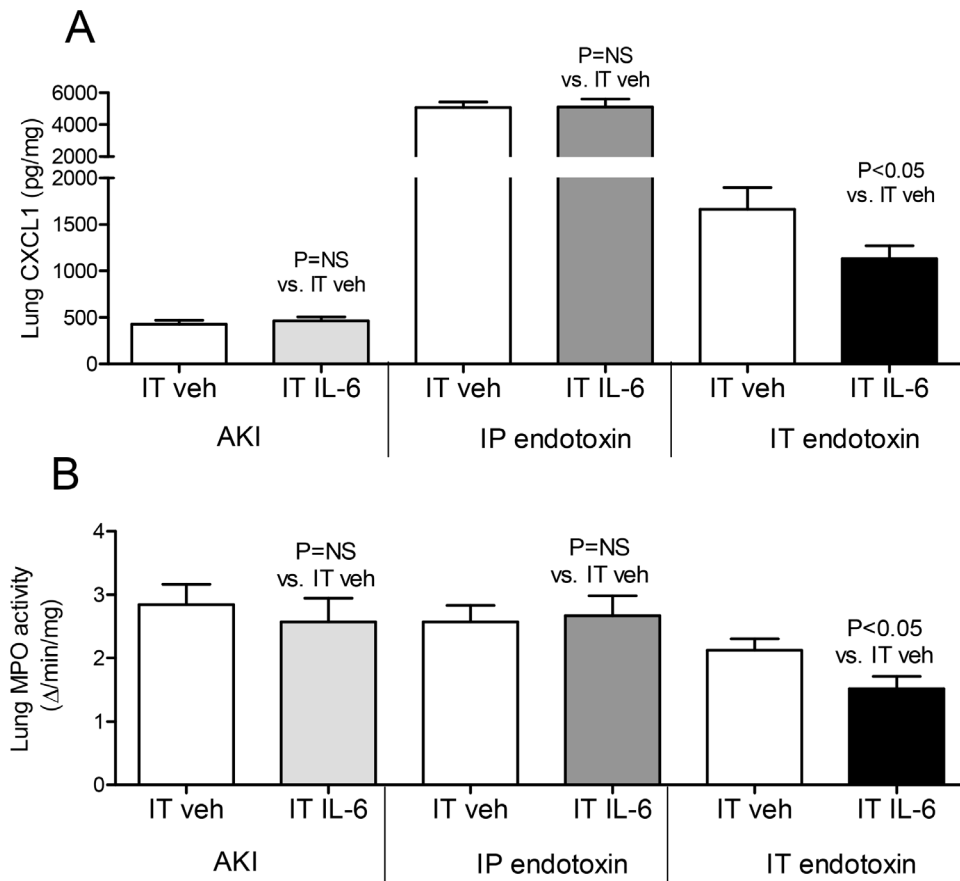 A
Lung CXCL1 (pg/mg)
6000
4000
2000
2000
1500
1000
500
0
P=NS
vs. IT veh
P=NS
vs. IT veh
P<0.05
vs. IT veh
IT veh IT IL-6 IT veh IT IL-6 IT veh IT IL-6
AKI IP endotoxin IT endotoxin
B
Lung MPO activity
(Δ/min/mg)
4
3
2
1
0
P=NS
vs. IT veh
P=NS
vs. IT veh
P<0.05
vs. IT veh
IT veh IT IL-6 IT veh IT IL-6 IT veh IT IL-6
AKI IP endotoxin IT endotoxin